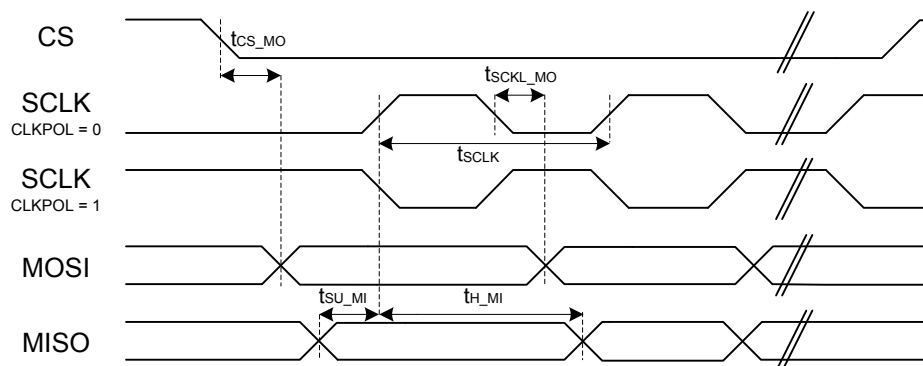 CS
tCS_MO
tSCKL_MO
SCLK
CLKPOL = 0
tSCLK
SCLK
CLKPOL = 1
MOSI
tSU_MI
tH_MI
MISO